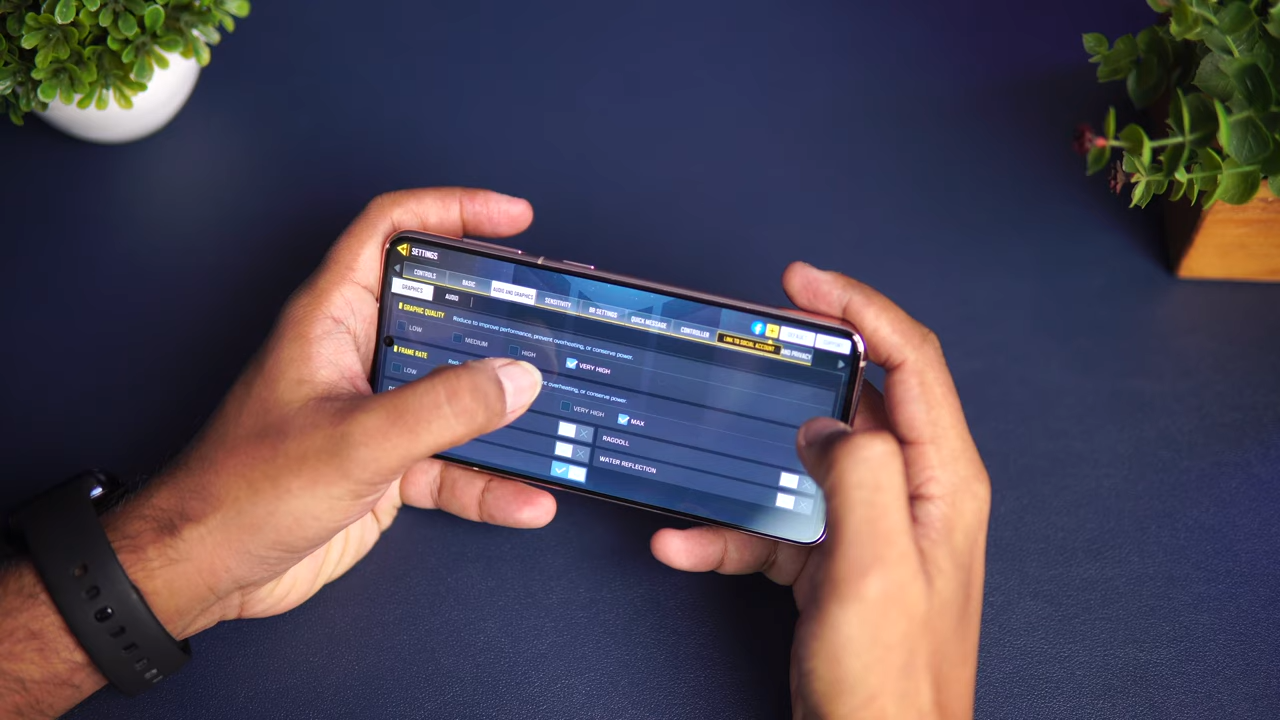 SETTINGS
CONTROLS
BASIC
AUDIO AND GRAPHICS
SENSITIVITY
BR SETTINGS
QUICK MESSAGE
CONTROLLER
LINK TO SOCIAL ACCOUNT
AND PRIVACY
GRAPHICS
AUDIO
GRAPHIC QUALITY
Reduce to improve performance, prevent overheating, or conserve power.
LOW
MEDIUM
HIGH
VERY HIGH
FRAME RATE
overheating, or conserve power.
LOW
VERY HIGH
MAX
RAGDOLL
WATER REFLECTION